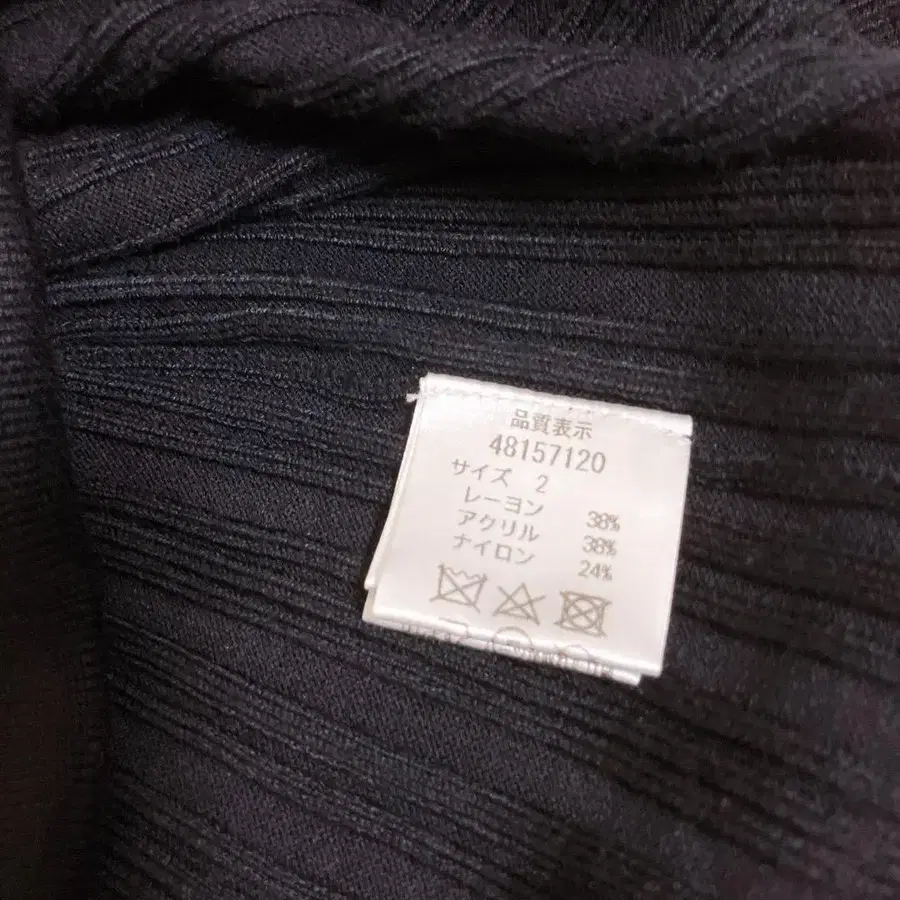 品質表示
48157120
サイズ 2
レーヨン 38%
アクリル 38%
ナイロン 24%